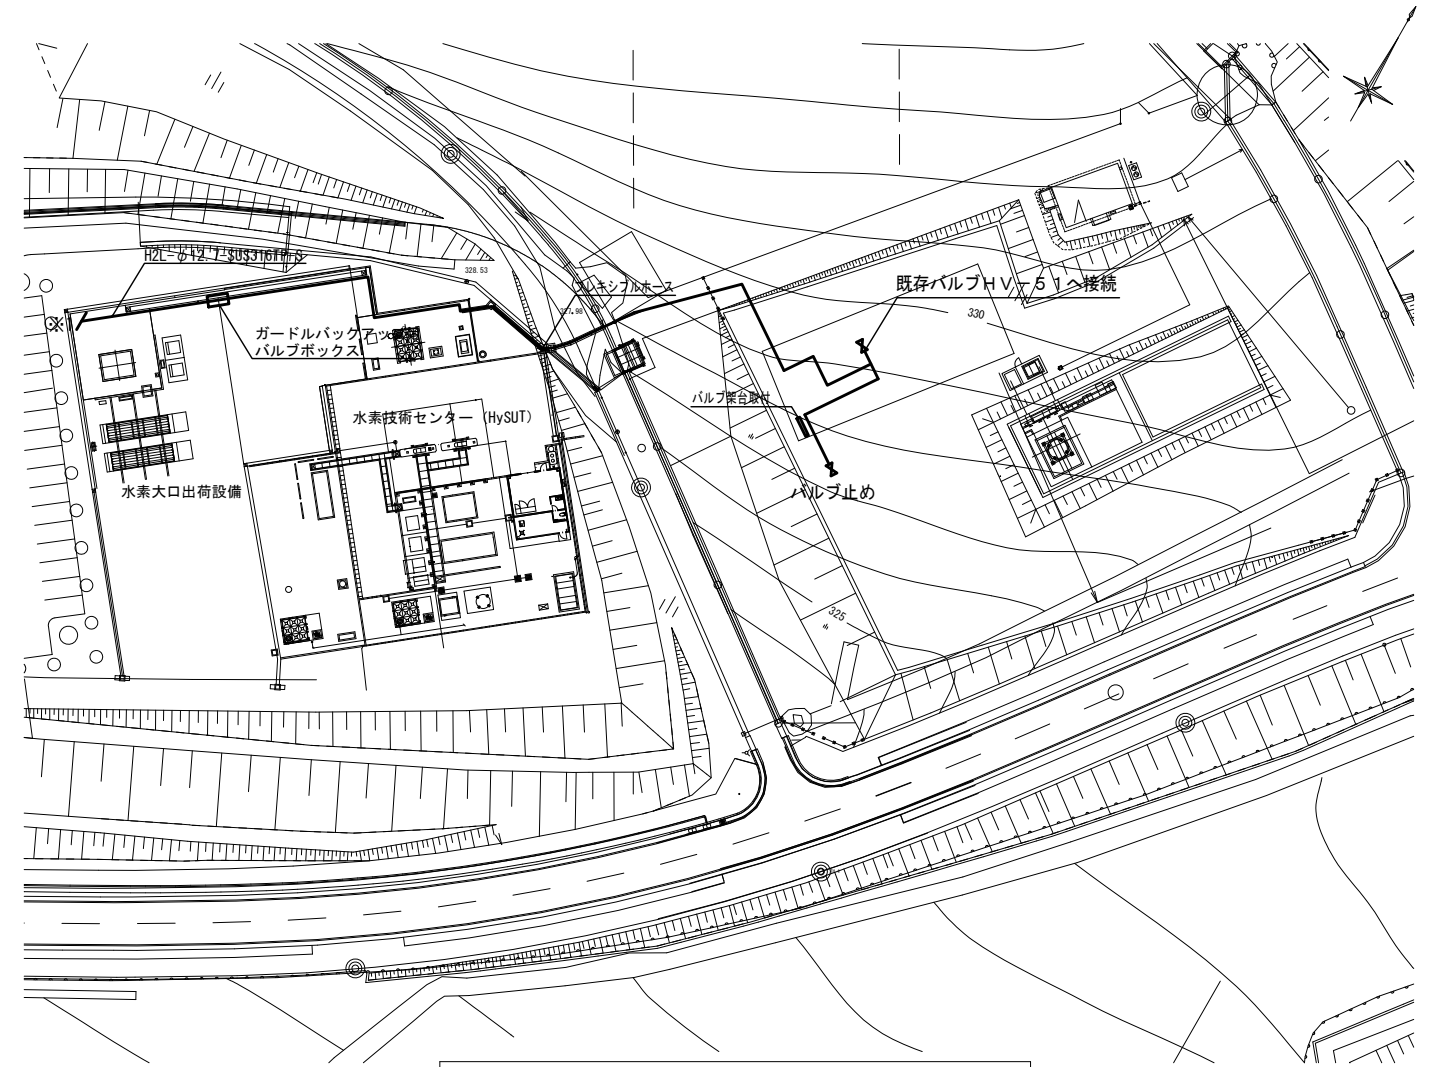 H2L-φ12.7-SUS316TP-S
328.53
フレキシブルホース
327.98
既存バルブHV－51へ接続
330
※
ガードルバックアップ
バルブボックス
バルブ架台取付
水素技術センター（HySUT）
水素大口出荷設備
バルブ止め
325